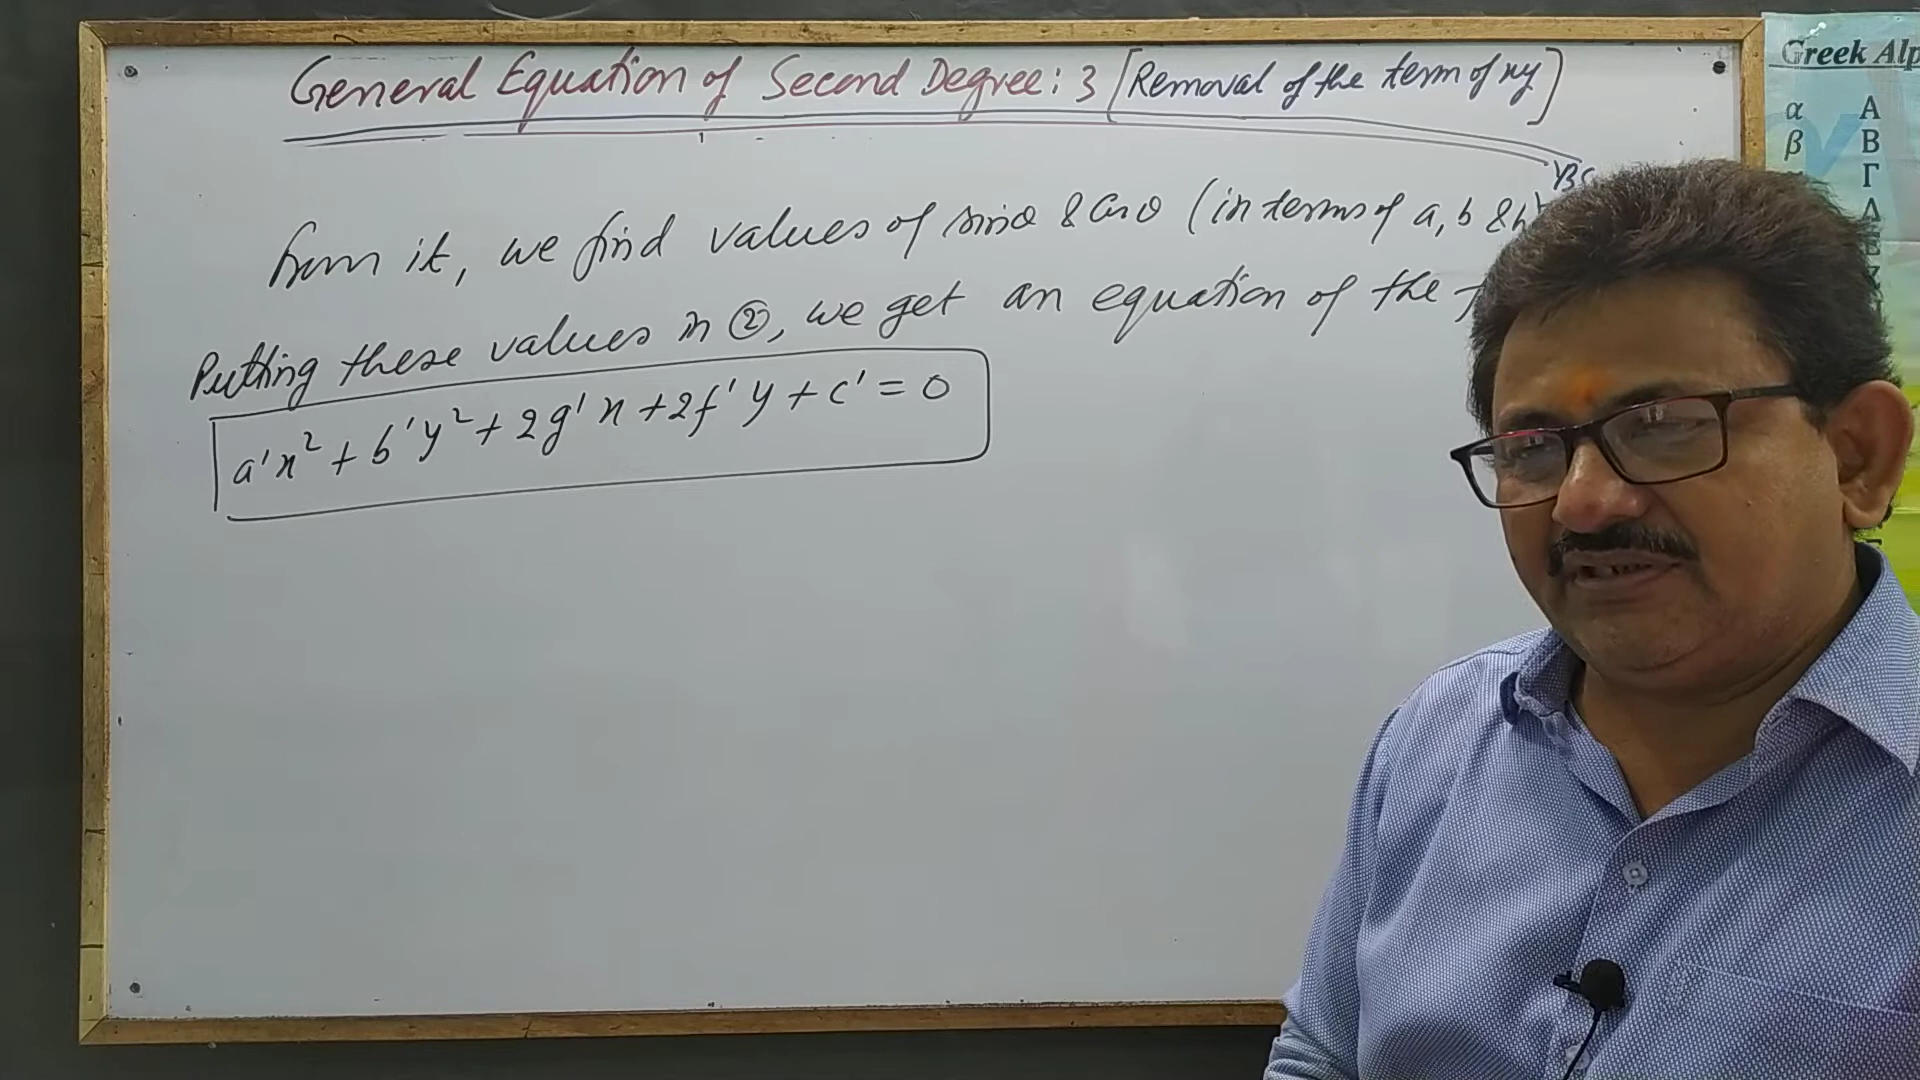 General Equation of Second Degree: 3 [Removal of the term of xy]
from it, we find values of sinθ & cosθ (in terms of a, b & h)
Putting these values in ②, we get an equation of the
a'x² + b'y² + 2g'x + 2f'y + c' = 0
Greek Alp
α A
β B
Γ
Δ
E